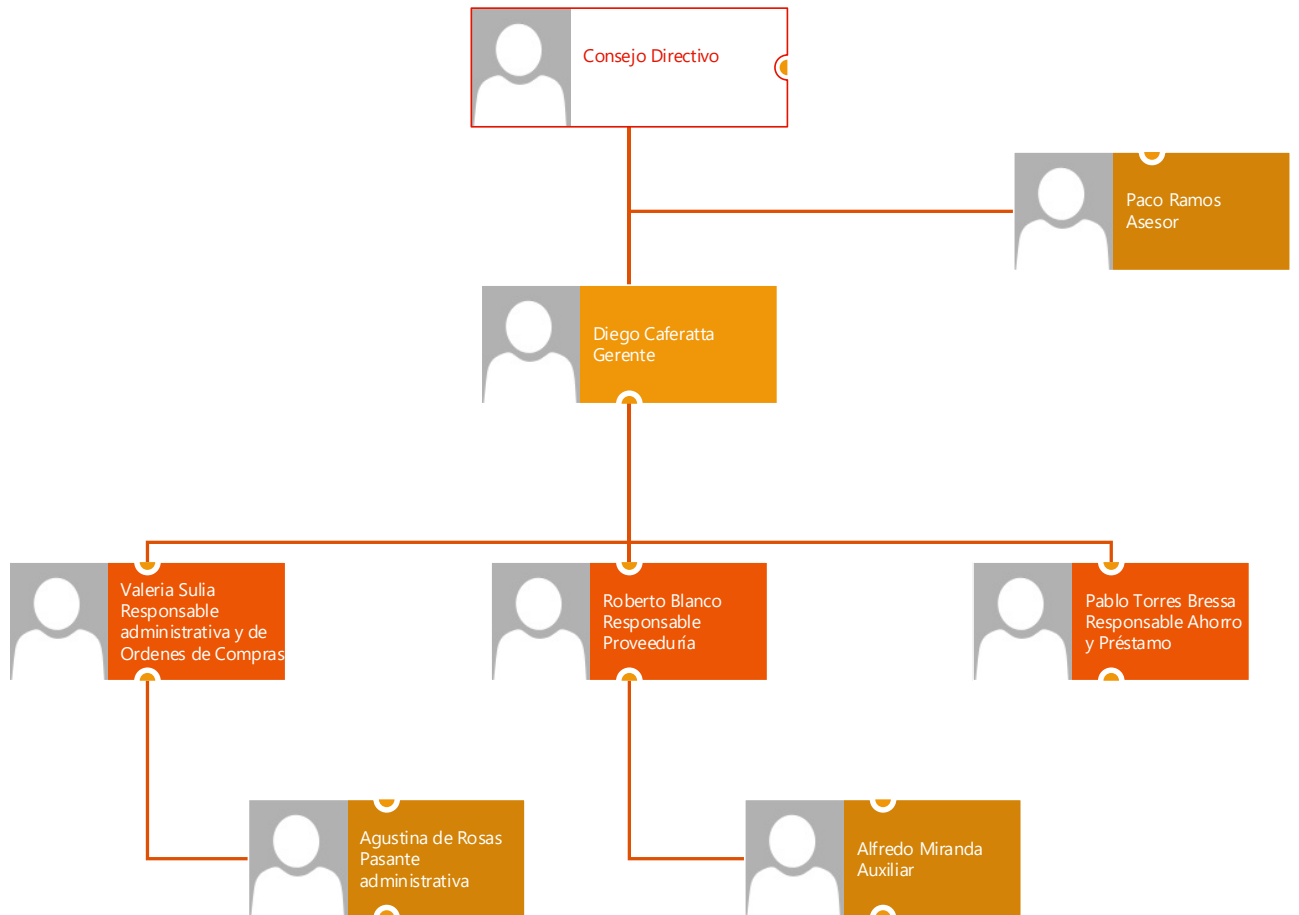 Consejo Directivo
Paco Ramos
Asesor
Diego Caferatta
Gerente
Valeria Sulia
Responsable
administrativa y de
Ordenes de Compras
Roberto Blanco
Responsable
Proveeduría
Pablo Torres Bressa
Responsable Ahorro
y Préstamo
Agustina de Rosas
Pasante
administrativa
Alfredo Miranda
Auxiliar